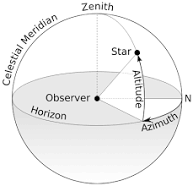 Zenith
Celestial Meridian
Star
Altitude
Observer
N
Azimuth
Horizon